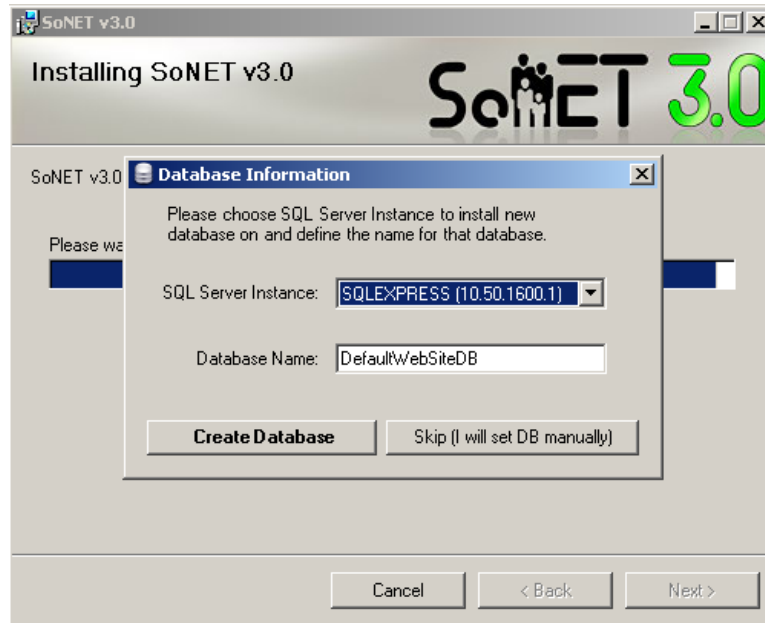 SoNET v3.0
Installing SoNET v3.0
SoNET 3.0
SoNET v3.0
Database Information
Please choose SQL Server Instance to install new
database on and define the name for that database.
Please wa
SQL Server Instance: SQLEXPRESS (10.50.1600.1)
Database Name: DefaultWebSiteDB
Create Database Skip (I will set DB manually)
Cancel < Back Next >